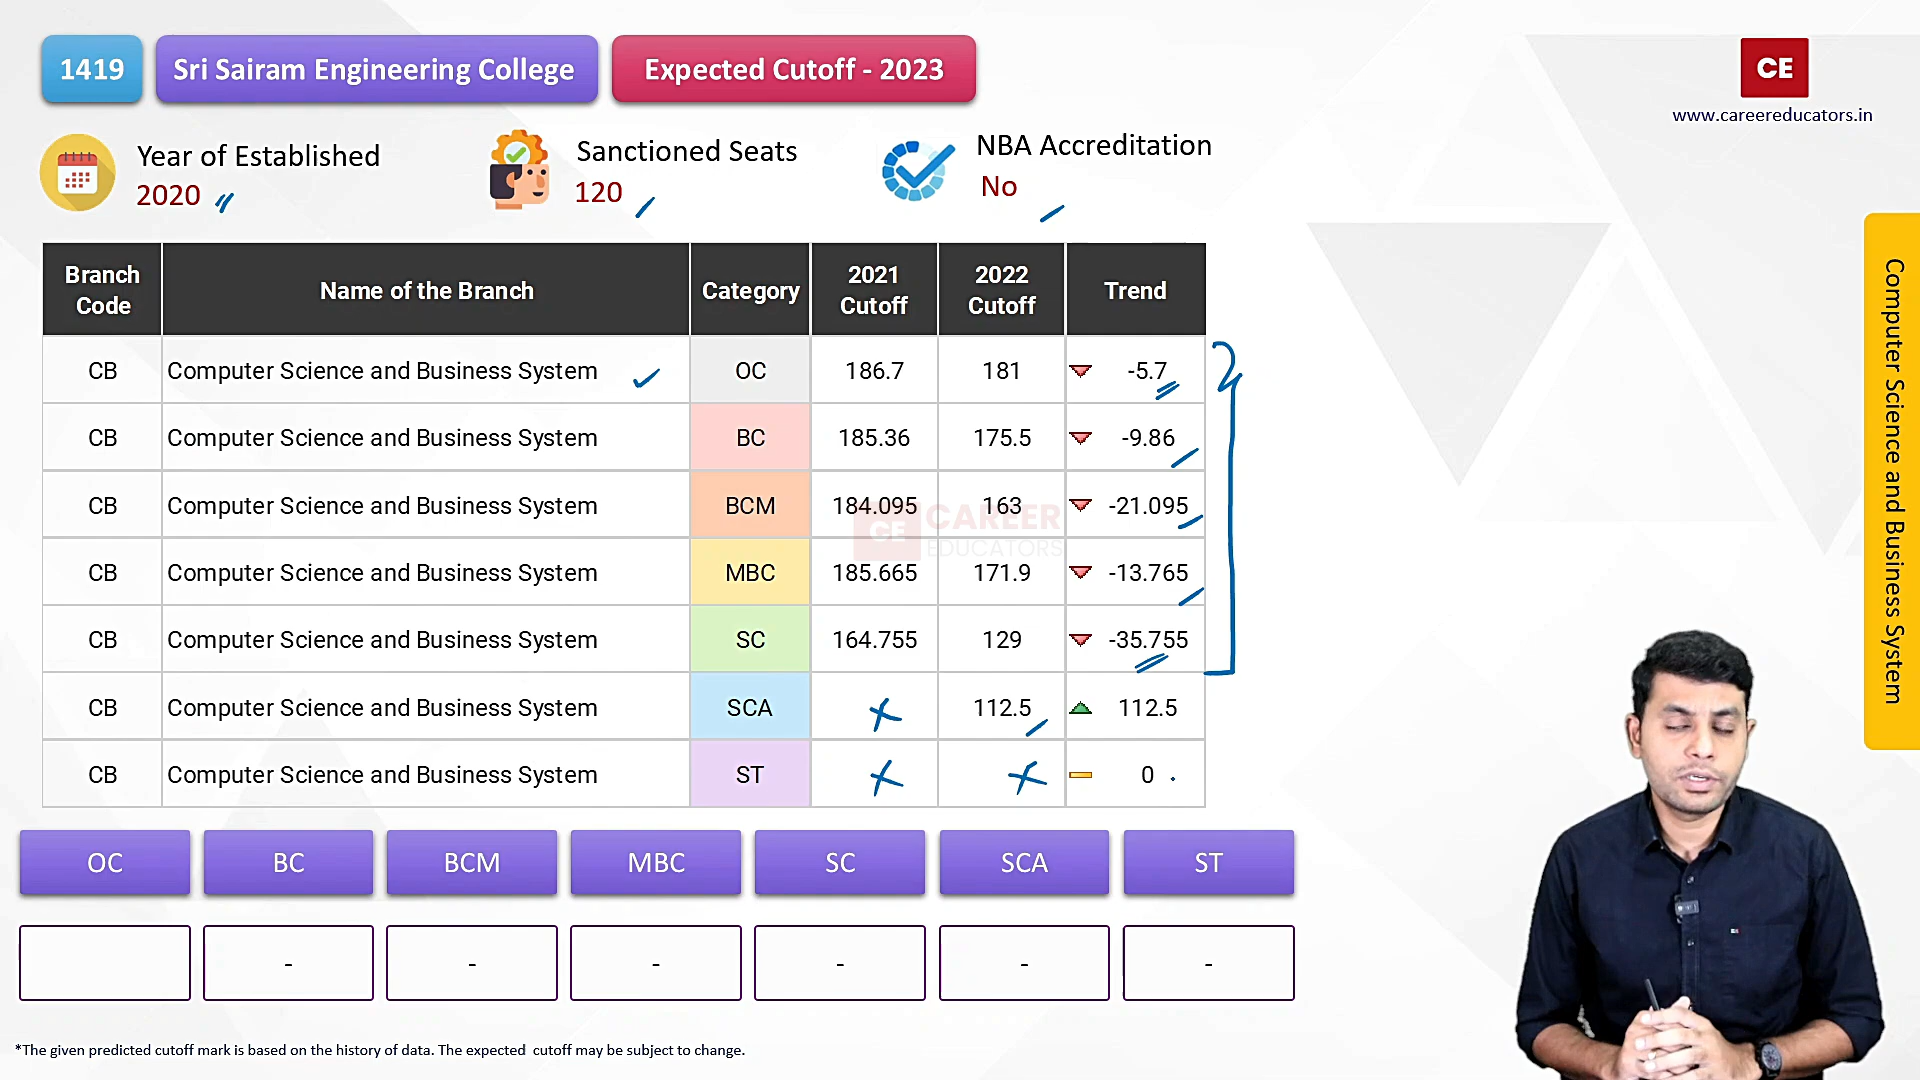 1419
Sri Sairam Engineering College
Expected Cutoff - 2023
CE
www.careereducators.in
Year of Established
2020
Sanctioned Seats
120
NBA Accreditation
No
Branch Code Name of the Branch Category 2021 Cutoff 2022 Cutoff Trend
CB Computer Science and Business System OC 186.7 181 -5.7
CB Computer Science and Business System BC 185.36 175.5 -9.86
CB Computer Science and Business System BCM 184.095 163 -21.095
CB Computer Science and Business System MBC 185.665 171.9 -13.765
CB Computer Science and Business System SC 164.755 129 -35.755
CB Computer Science and Business System SCA 112.5 112.5
CB Computer Science and Business System ST 0
CE CAREER
EDUCATORS
OC BC BCM MBC SC SCA ST
- - - - - -
*The given predicted cutoff mark is based on the history of data. The expected cutoff may be subject to change.
Computer Science and Business System